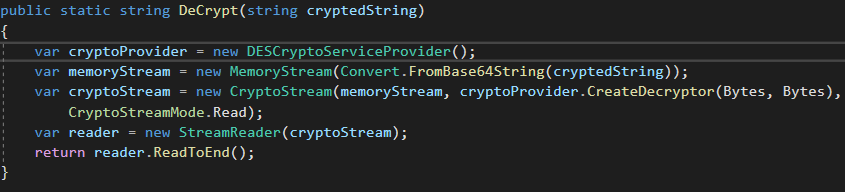 public static string DeCrypt(string cryptedString)
{
var cryptoProvider = new DESCryptoServiceProvider();
var memoryStream = new MemoryStream(Convert.FromBase64String(cryptedString));
var cryptoStream = new CryptoStream(memoryStream, cryptoProvider.CreateDecryptor(Bytes, Bytes),
CryptoStreamMode.Read);
var reader = new StreamReader(cryptoStream);
return reader.ReadToEnd();
}